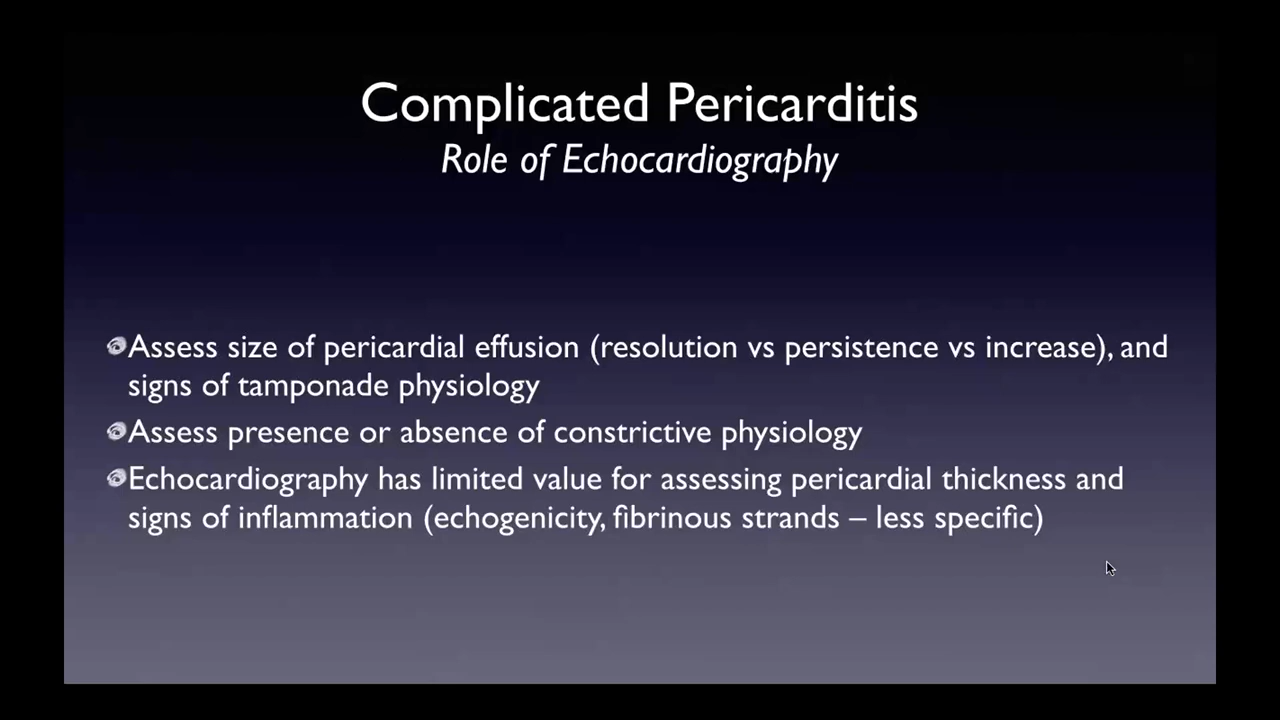 Complicated Pericarditis
Role of Echocardiography
Assess size of pericardial effusion (resolution vs persistence vs increase), and
signs of tamponade physiology
Assess presence or absence of constrictive physiology
Echocardiography has limited value for assessing pericardial thickness and
signs of inflammation (echogenicity, fibrinous strands – less specific)